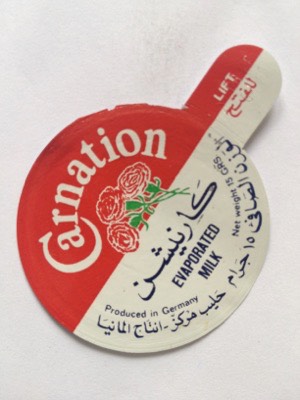 LIFT
افتح
Carnation
كارنيشن
EVAPORATED
MILK
Net weight 15 GRS
الوزن الصافي ١٥ جرام
Produced in Germany
حليب مركز - انتاج المانيا